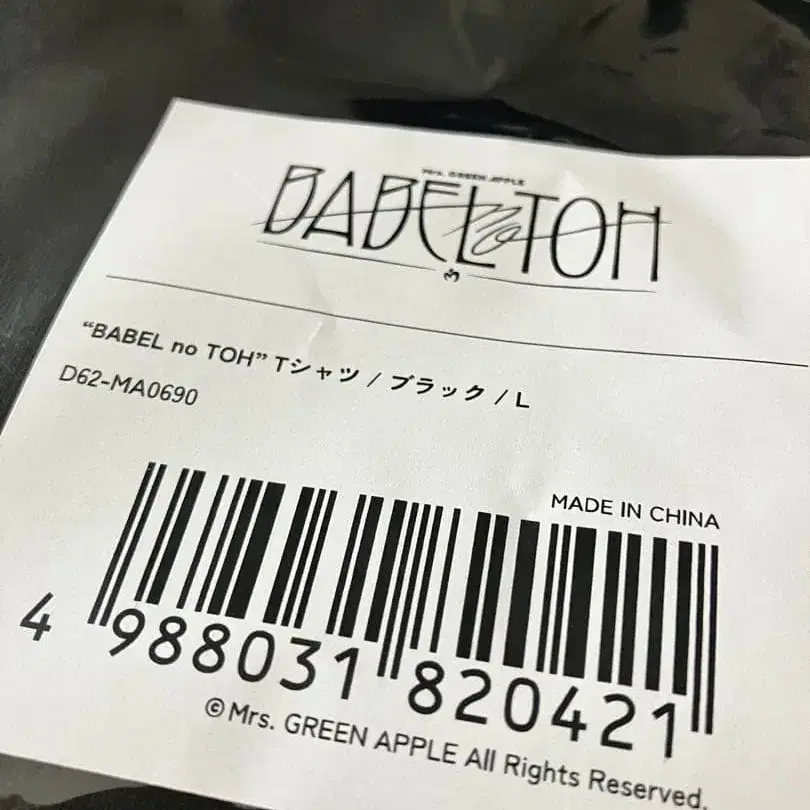 Mrs. GREEN APPLE
BABEL no TOH
“BABEL no TOH” Tシャツ / ブラック / L
D62-MA0690
MADE IN CHINA
4 988031 820421
©Mrs. GREEN APPLE All Rights Reserved.